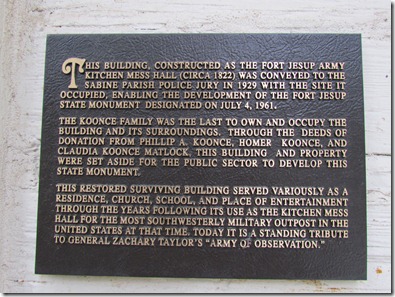 THIS BUILDING, CONSTRUCTED AS THE FORT JESUP ARMY
KITCHEN MESS HALL (CIRCA 1822) WAS CONVEYED TO THE
SABINE PARISH POLICE JURY IN 1929 WITH THE SITE IT
OCCUPIED, ENABLING THE DEVELOPMENT OF THE FORT JESUP
STATE MONUMENT DESIGNATED ON JULY 4, 1961.
THE KOONCE FAMILY WAS THE LAST TO OWN AND OCCUPY THE
BUILDING AND ITS SURROUNDINGS. THROUGH THE DEEDS OF
DONATION FROM PHILLIP A. KOONCE, HOMER KOONCE, AND
CLAUDIA KOONCE MATLOCK, THIS BUILDING AND PROPERTY
WERE SET ASIDE FOR THE PUBLIC SECTOR TO DEVELOP THIS
STATE MONUMENT.
THIS RESTORED SURVIVING BUILDING SERVED VARIOUSLY AS A
RESIDENCE, CHURCH, SCHOOL, AND PLACE OF ENTERTAINMENT
THROUGH THE YEARS FOLLOWING ITS USE AS THE KITCHEN MESS
HALL FOR THE MOST SOUTHWESTERLY MILITARY OUTPOST IN THE
UNITED STATES AT THAT TIME. TODAY IT IS A STANDING TRIBUTE
TO GENERAL ZACHARY TAYLOR'S "ARMY OF OBSERVATION."